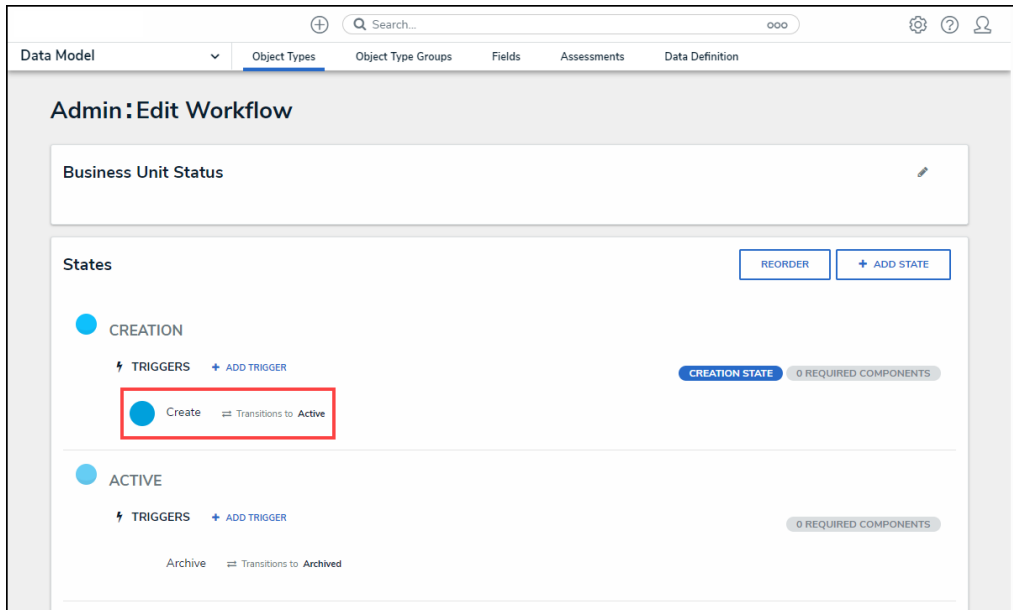 Search...
Data Model
Object Types Object Type Groups Fields Assessments Data Definition
Admin:Edit Workflow
Business Unit Status
States
REORDER + ADD STATE
CREATION
TRIGGERS + ADD TRIGGER
CREATION STATE 0 REQUIRED COMPONENTS
Create Transitions to Active
ACTIVE
TRIGGERS + ADD TRIGGER
0 REQUIRED COMPONENTS
Archive Transitions to Archived